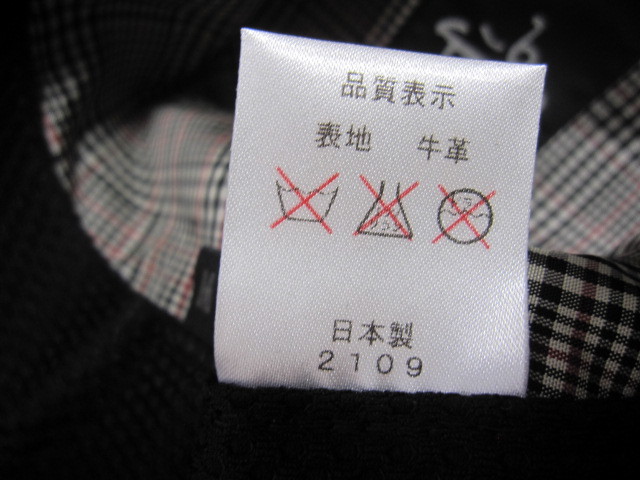 品質表示
表地 牛革
日本製
2109